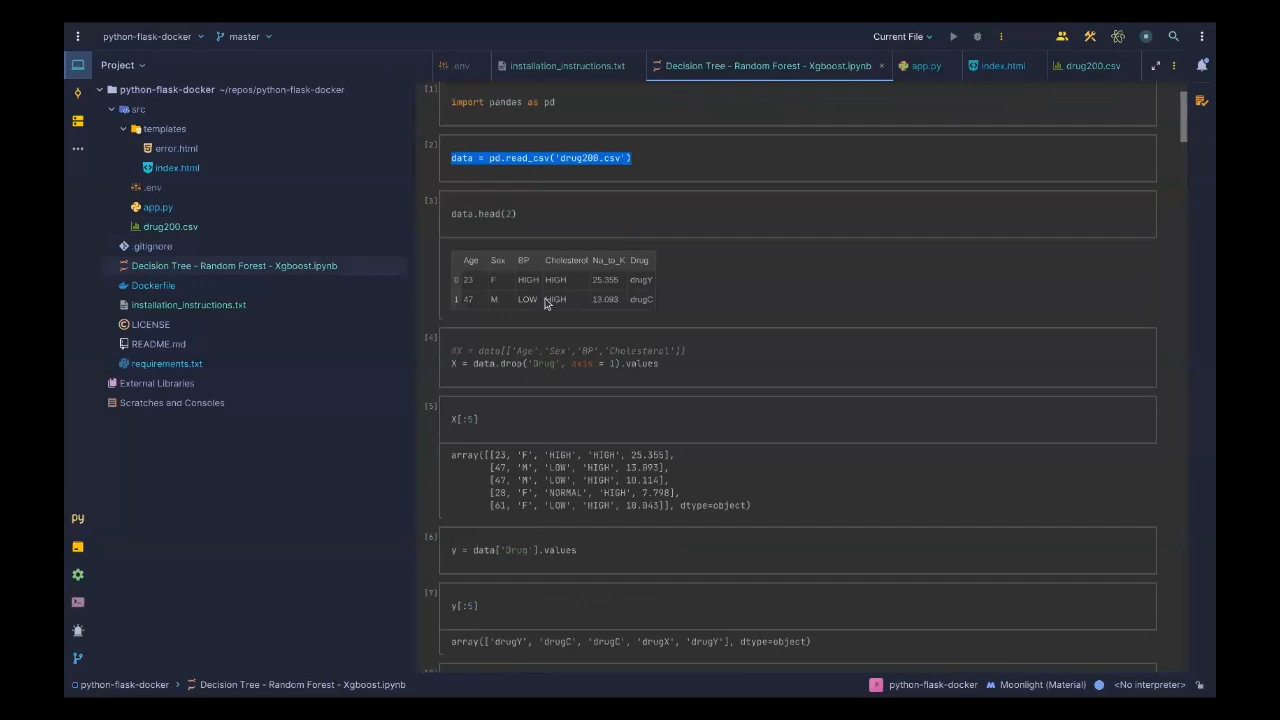 python-flask-docker
master
Current File
Project
.env
installation_instructions.txt
Decision Tree - Random Forest - Xgboost.ipynb
app.py
index.html
drug200.csv
python-flask-docker ~/repos/python-flask-docker
src
templates
error.html
index.html
.env
app.py
drug200.csv
.gitignore
Decision Tree - Random Forest - Xgboost.ipynb
Dockerfile
installation_instructions.txt
LICENSE
README.md
requirements.txt
External Libraries
Scratches and Consoles
[1]
import pandas as pd
[2]
data = pd.read_csv('drug200.csv')
[3]
data.head(2)
Age Sex BP Cholesterol Na_to_K Drug
0 23 F HIGH HIGH 25.355 drugY
1 47 M LOW HIGH 13.093 drugC
[4]
#X = data[['Age','Sex','BP','Cholesterol']]
X = data.drop('Drug', axis = 1).values
[5]
X[:5]
array([[23, 'F', 'HIGH', 'HIGH', 25.355],
[47, 'M', 'LOW', 'HIGH', 13.093],
[47, 'M', 'LOW', 'HIGH', 10.114],
[28, 'F', 'NORMAL', 'HIGH', 7.798],
[61, 'F', 'LOW', 'HIGH', 18.043]], dtype=object)
[6]
y = data['Drug'].values
[7]
y[:5]
array(['drugY', 'drugC', 'drugC', 'drugX', 'drugY'], dtype=object)
python-flask-docker > Decision Tree - Random Forest - Xgboost.ipynb
python-flask-docker
Moonlight (Material)
<No interpreter>